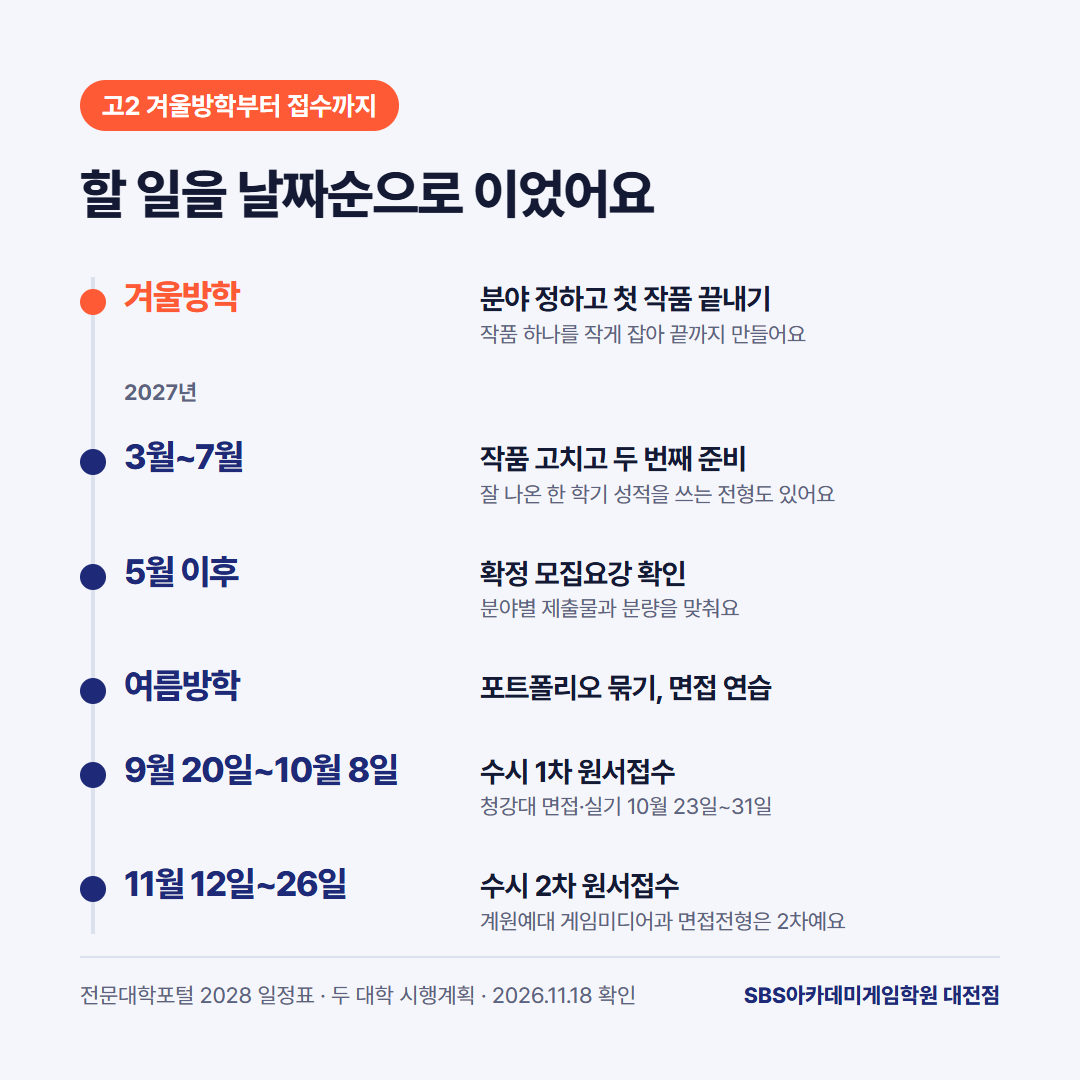 고2 겨울방학부터 접수까지
할 일을 날짜순으로 이었어요
겨울방학
분야 정하고 첫 작품 끝내기
작품 하나를 작게 잡아 끝까지 만들어요
2027년
3월~7월
작품 고치고 두 번째 준비
잘 나온 한 학기 성적을 쓰는 전형도 있어요
5월 이후
확정 모집요강 확인
분야별 제출물과 분량을 맞춰요
여름방학
포트폴리오 묶기, 면접 연습
9월 20일~10월 8일
수시 1차 원서접수
청강대 면접·실기 10월 23일~31일
11월 12일~26일
수시 2차 원서접수
계원예대 게임미디어과 면접전형은 2차예요
전문대학포털 2028 일정표 · 두 대학 시행계획 · 2026.11.18 확인
SBS아카데미게임학원 대전점